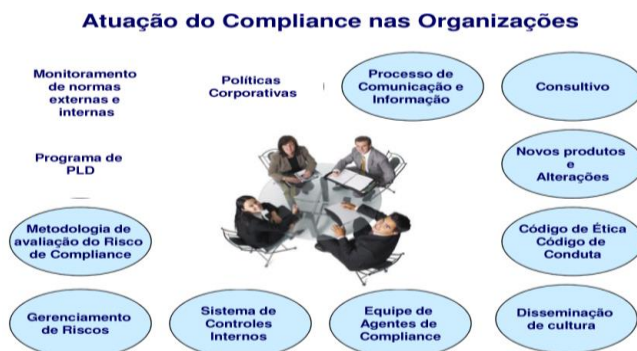 Atuação do Compliance nas Organizações
Monitoramento
de normas
externas e
internas
Políticas
Corporativas
Processo de
Comunicação e
Informação
Consultivo
Programa de
PLD
Novos produtos
e
Alterações
Metodologia de
avaliação do Risco
de Compliance
Código de Ética
Código de
Conduta
Gerenciamento
de Riscos
Sistema de
Controles
Internos
Equipe de
Agentes de
Compliance
Disseminação
de cultura